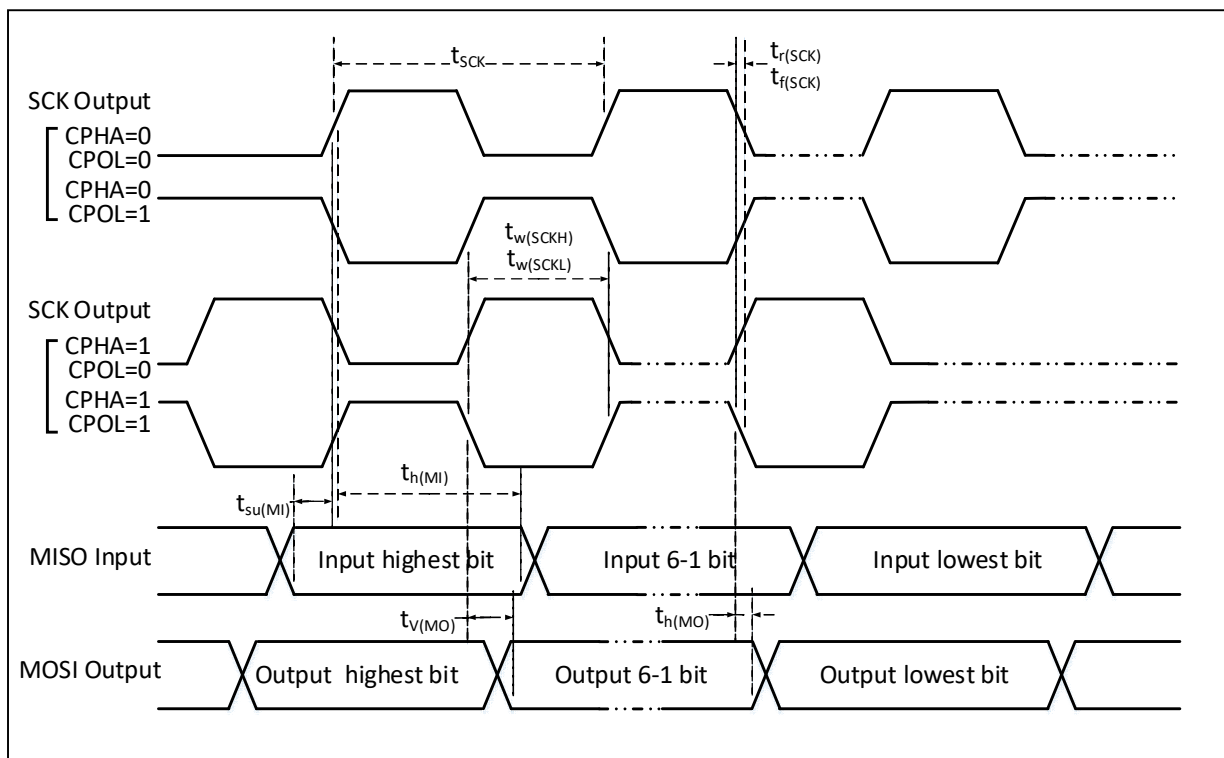 tSCK
tr(SCK)
tf(SCK)
SCK Output
CPHA=0
CPOL=0
CPHA=0
CPOL=1
tw(SCKH)
tw(SCKL)
SCK Output
CPHA=1
CPOL=0
CPHA=1
CPOL=1
th(MI)
tsu(MI)
MISO Input
Input highest bit
Input 6-1 bit
Input lowest bit
tV(MO)
th(MO)
MOSI Output
Output highest bit
Output 6-1 bit
Output lowest bit